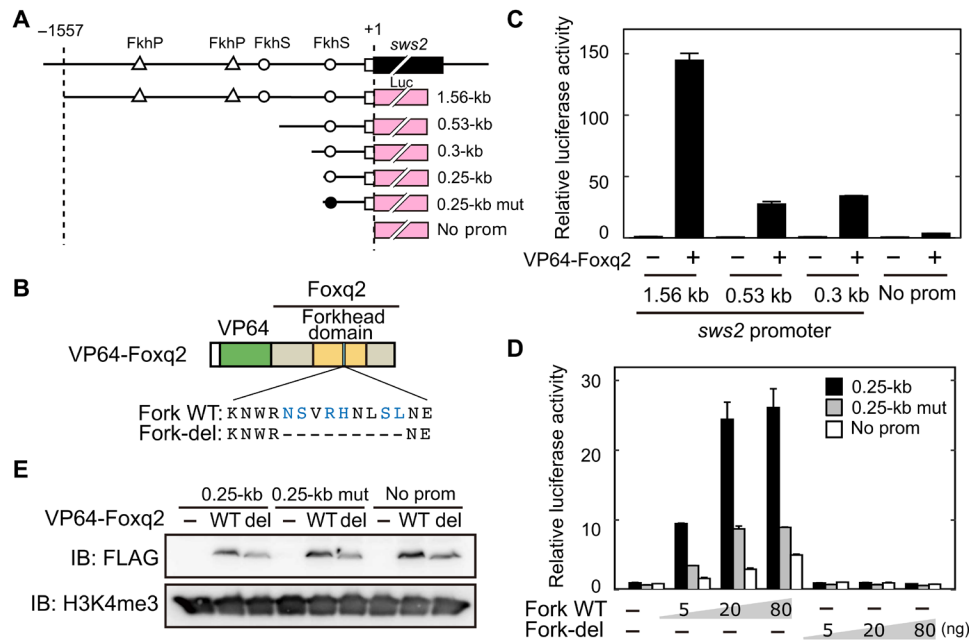 A
−1557
FkhP FkhP FkhS FkhS +1 sws2
Luc
1.56-kb
0.53-kb
0.3-kb
0.25-kb
0.25-kb mut
No prom
B
Foxq2
VP64 Forkhead domain
VP64-Foxq2
Fork WT: KNWRNSVRHNLSLNE
Fork-del: KNWR---------NE
C
Relative luciferase activity
150
100
50
0
VP64-Foxq2 − + − + − + − +
1.56 kb 0.53 kb 0.3 kb No prom
sws2 promoter
D
Relative luciferase activity
30
20
10
0
0.25-kb
0.25-kb mut
No prom
Fork WT − 5 20 80 − − −
Fork-del − − − − 5 20 80 (ng)
E
0.25-kb 0.25-kb mut No prom
VP64-Foxq2 − WT del − WT del − WT del
IB: FLAG
IB: H3K4me3